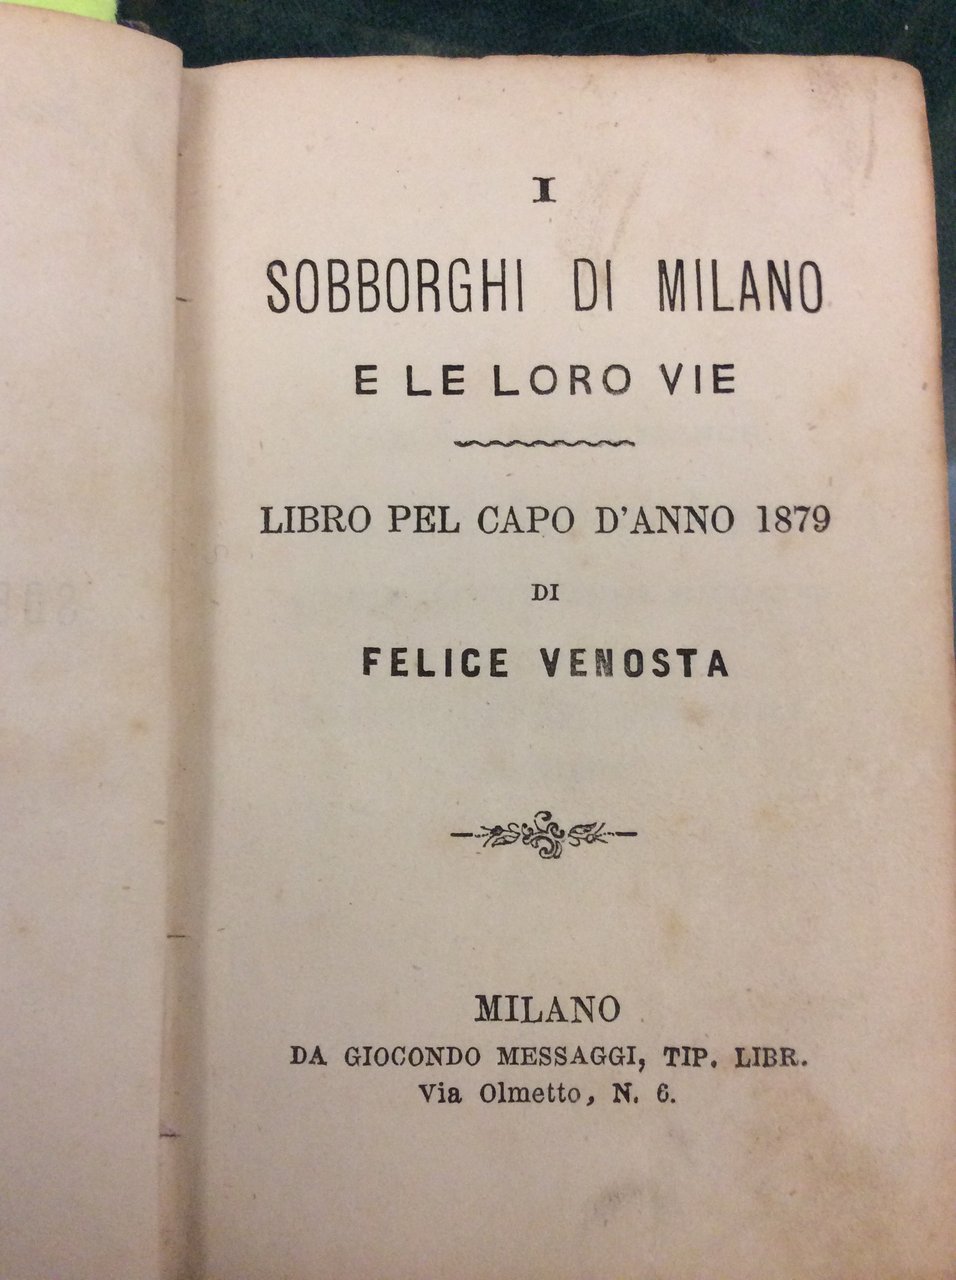 I
SOBBORGHI DI MILANO
E LE LORO VIE
LIBRO PEL CAPO D'ANNO 1879
DI
FELICE VENOSTA
MILANO
DA GIOCONDO MESSAGGI, TIP. LIBR.
Via Olmetto, N. 6.